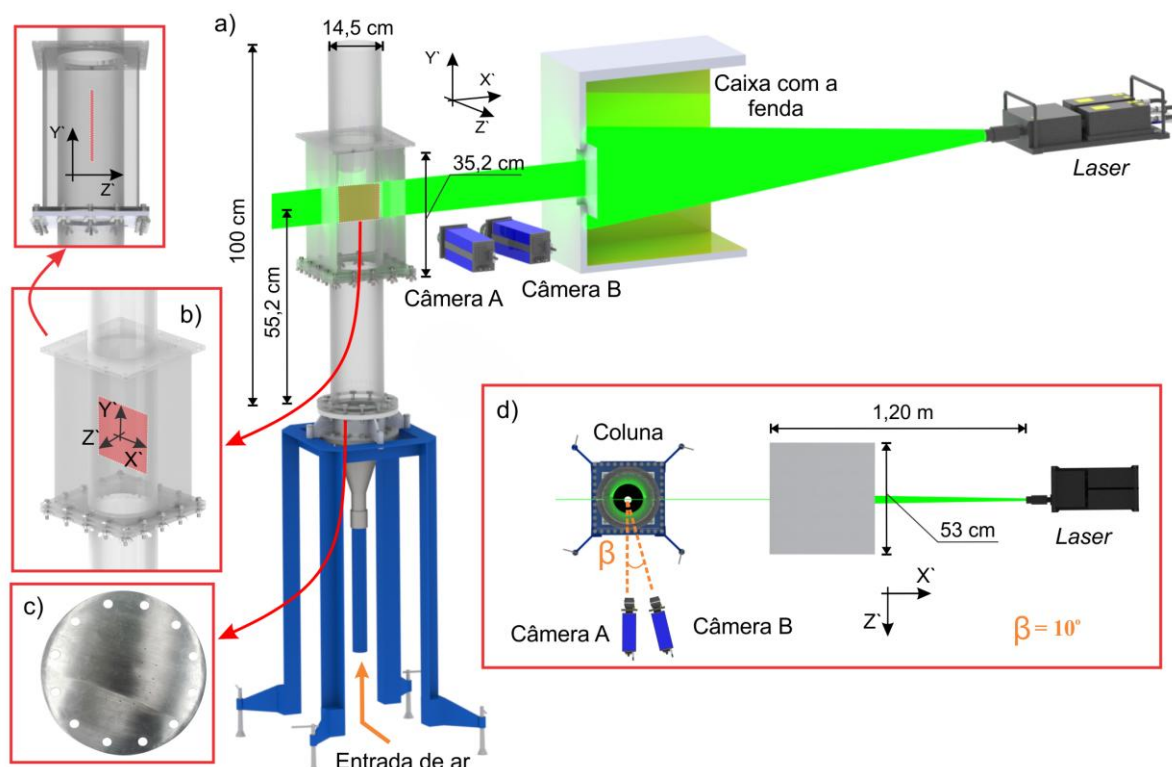 a)
14,5 cm
Y`
X`
Z`
Caixa com a
fenda
Laser
35,2 cm
100 cm
55,2 cm
Câmera A
Câmera B
Y`
Z`
b)
Y`
Z`
X`
c)
Entrada de ar
d)
1,20 m
Coluna
53 cm
Laser
β
Câmera A
Câmera B
X`
Z`
β = 10º